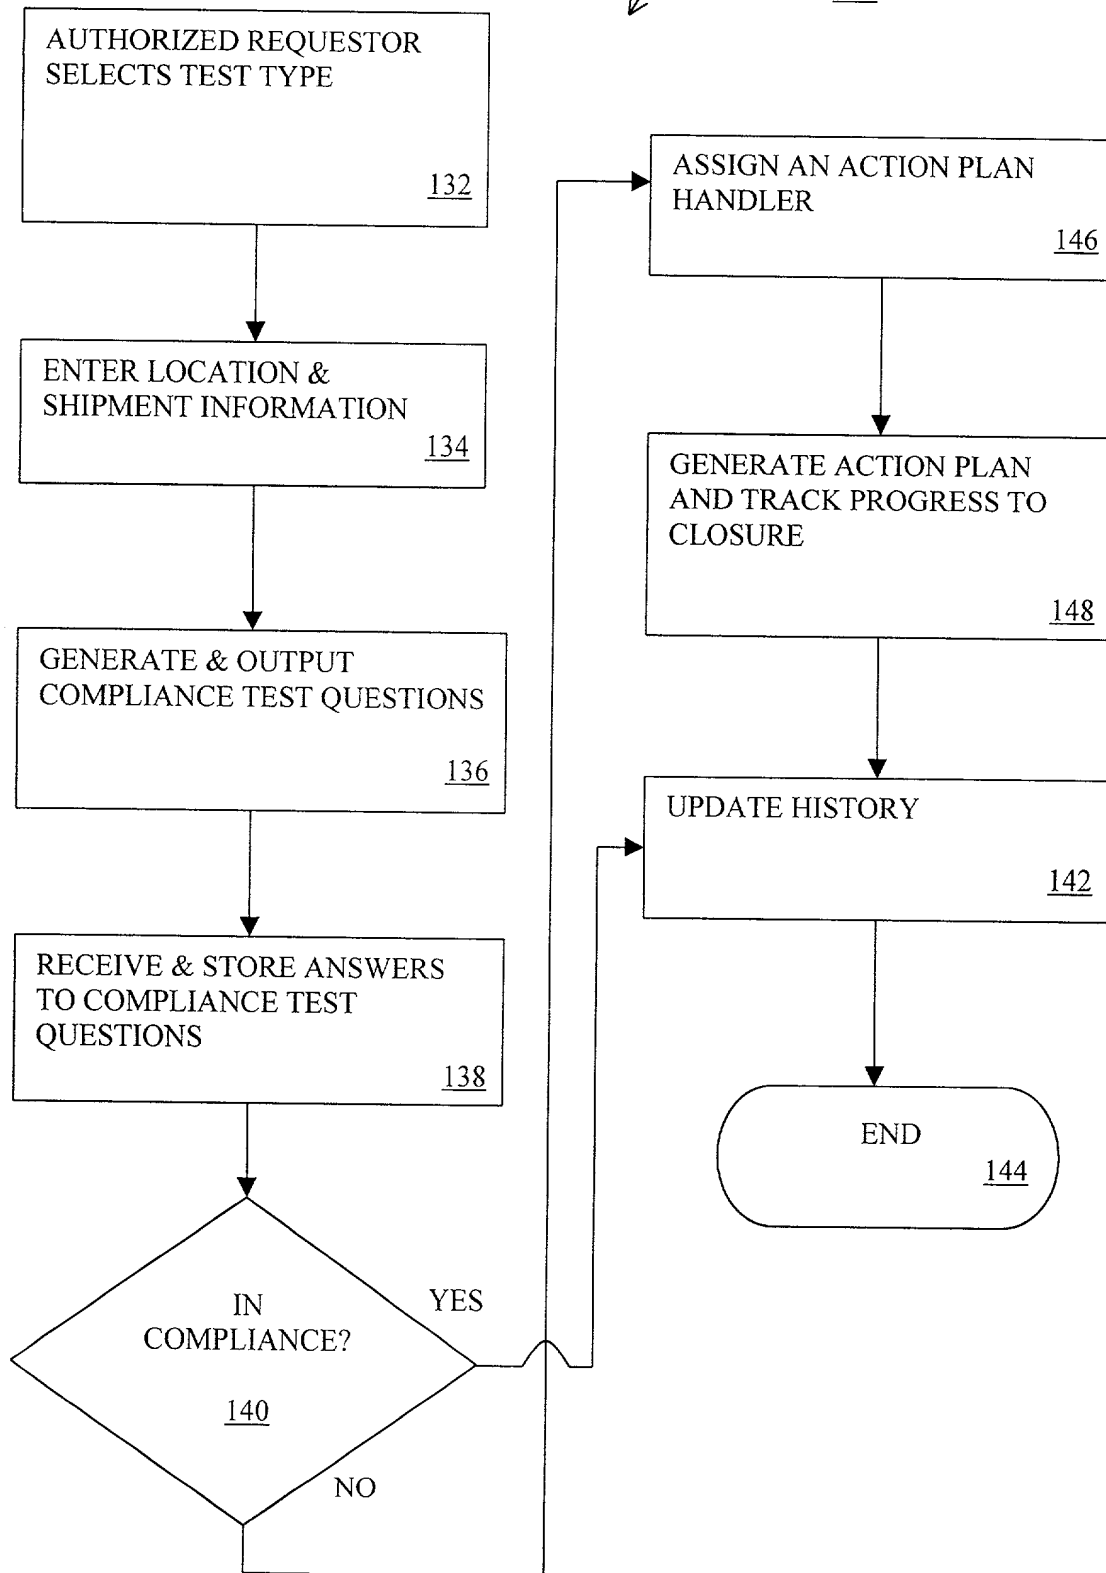 AUTHORIZED REQUESTOR
SELECTS TEST TYPE
132
ENTER LOCATION &
SHIPMENT INFORMATION
134
GENERATE & OUTPUT
COMPLIANCE TEST QUESTIONS
136
RECEIVE & STORE ANSWERS
TO COMPLIANCE TEST
QUESTIONS
138
IN
COMPLIANCE?
140
YES
NO
ASSIGN AN ACTION PLAN
HANDLER
146
GENERATE ACTION PLAN
AND TRACK PROGRESS TO
CLOSURE
148
UPDATE HISTORY
142
END
144